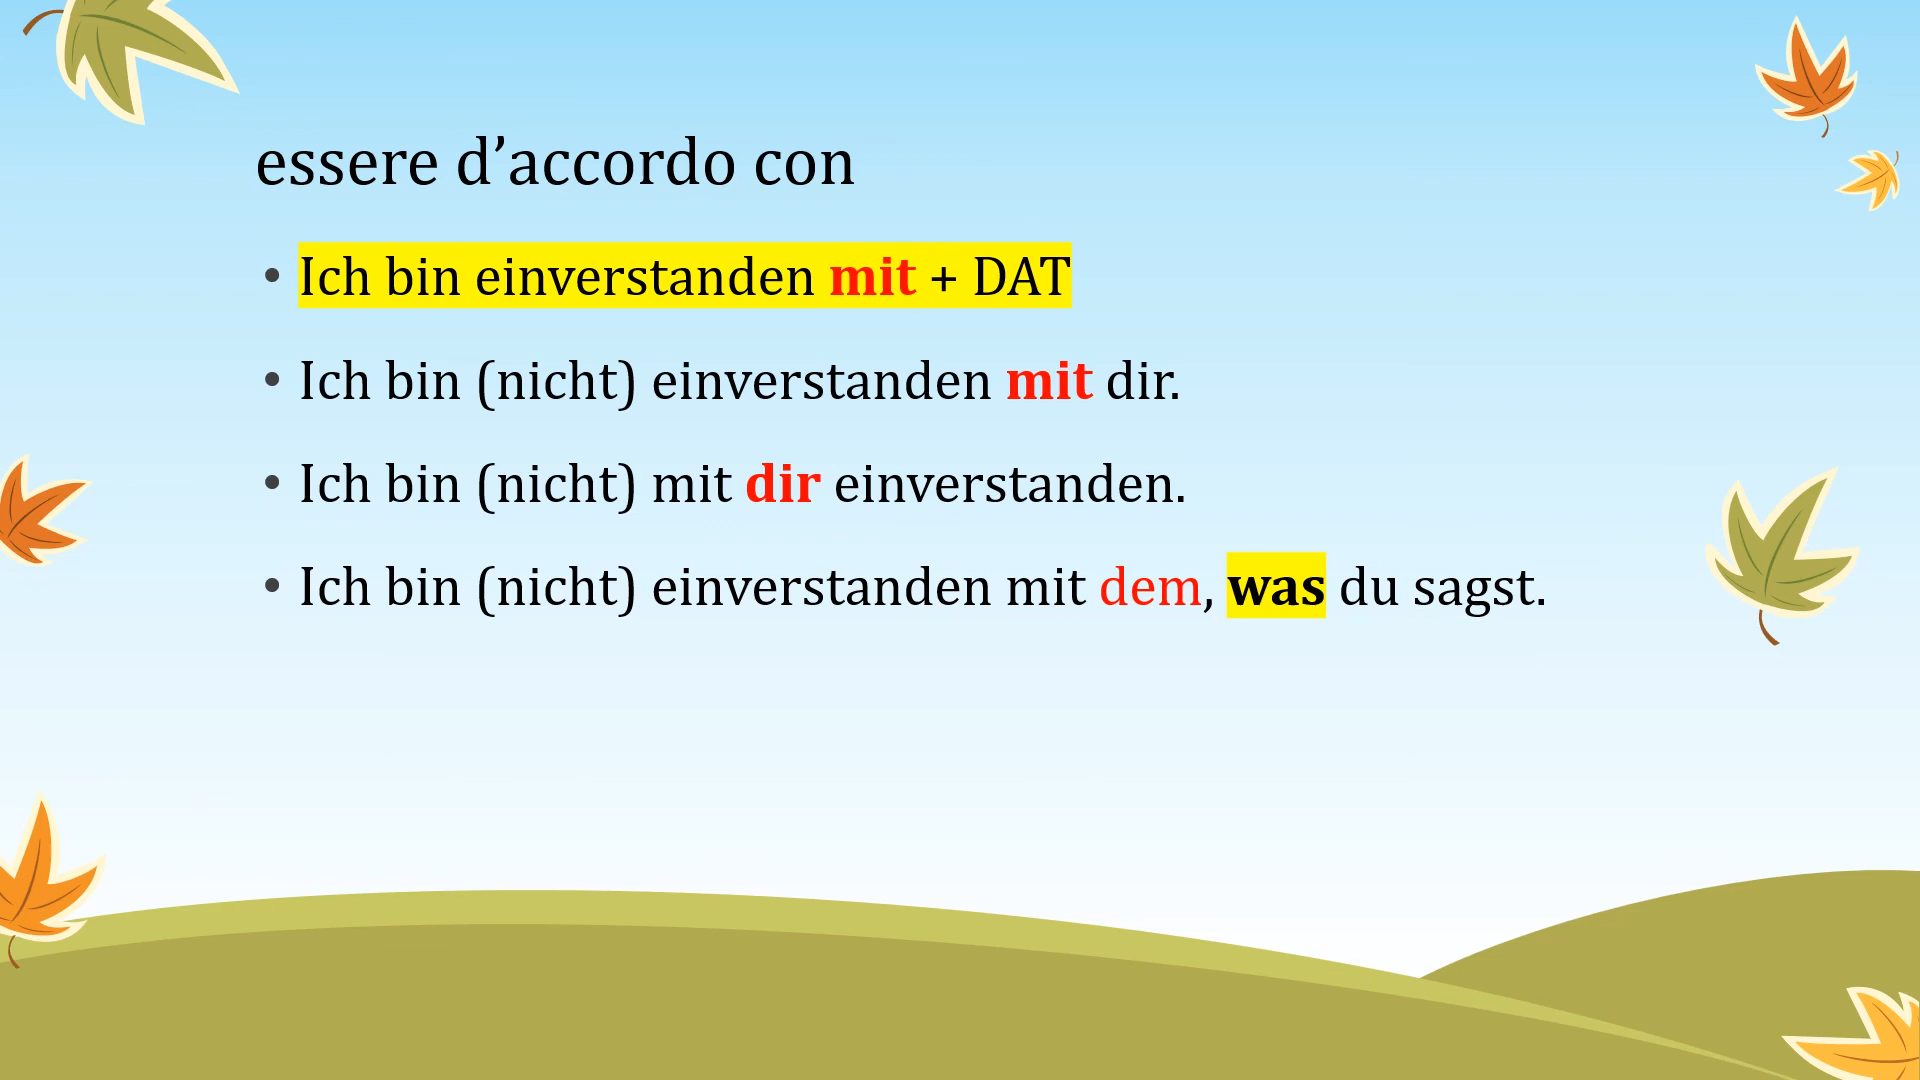 essere d’accordo con
• Ich bin einverstanden mit + DAT
• Ich bin (nicht) einverstanden mit dir.
• Ich bin (nicht) mit dir einverstanden.
• Ich bin (nicht) einverstanden mit dem, was du sagst.